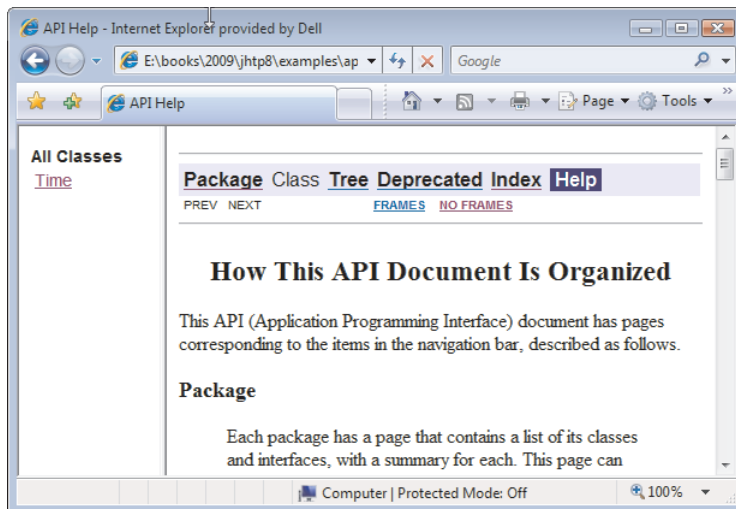 API Help - Internet Explorer provided by Dell
E:\books\2009\jhtp8\examples\ap
Google
API Help
Page
Tools
All Classes
Time
Package Class Tree Deprecated Index Help
PREV NEXT
FRAMES NO FRAMES
How This API Document Is Organized
This API (Application Programming Interface) document has pages
corresponding to the items in the navigation bar, described as follows.
Package
Each package has a page that contains a list of its classes
and interfaces, with a summary for each. This page can
Computer | Protected Mode: Off
100%